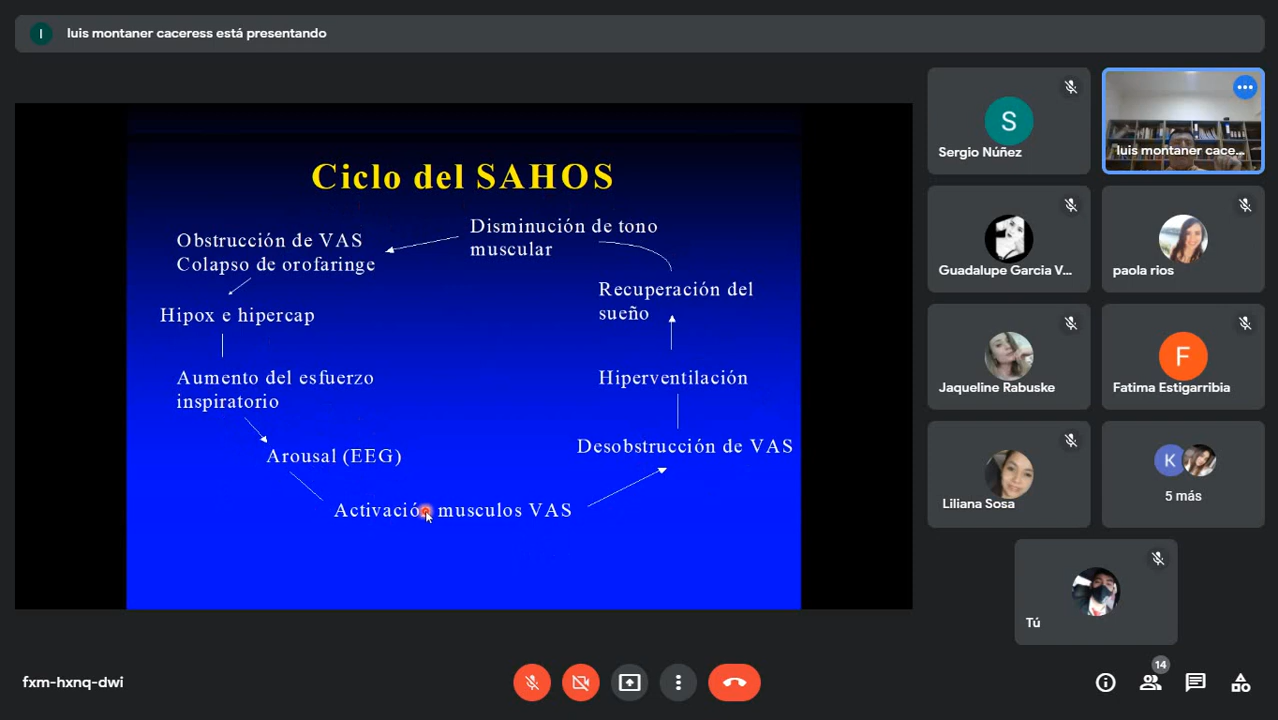 I
luis montaner caceress está presentando
Ciclo del SAHOS
Disminución de tono
muscular
Obstrucción de VAS
Colapso de orofaringe
Hipox e hipercap
Aumento del esfuerzo
inspiratorio
Arousal (EEG)
Activación musculos VAS
Desobstrucción de VAS
Hiperventilación
Recuperación del
sueño
S
Sergio Núñez
luis montaner cace...
Guadalupe Garcia V...
paola rios
Jaqueline Rabuske
F
Fatima Estigarribia
Liliana Sosa
K
5 más
Tú
fxm-hxnq-dwi
14